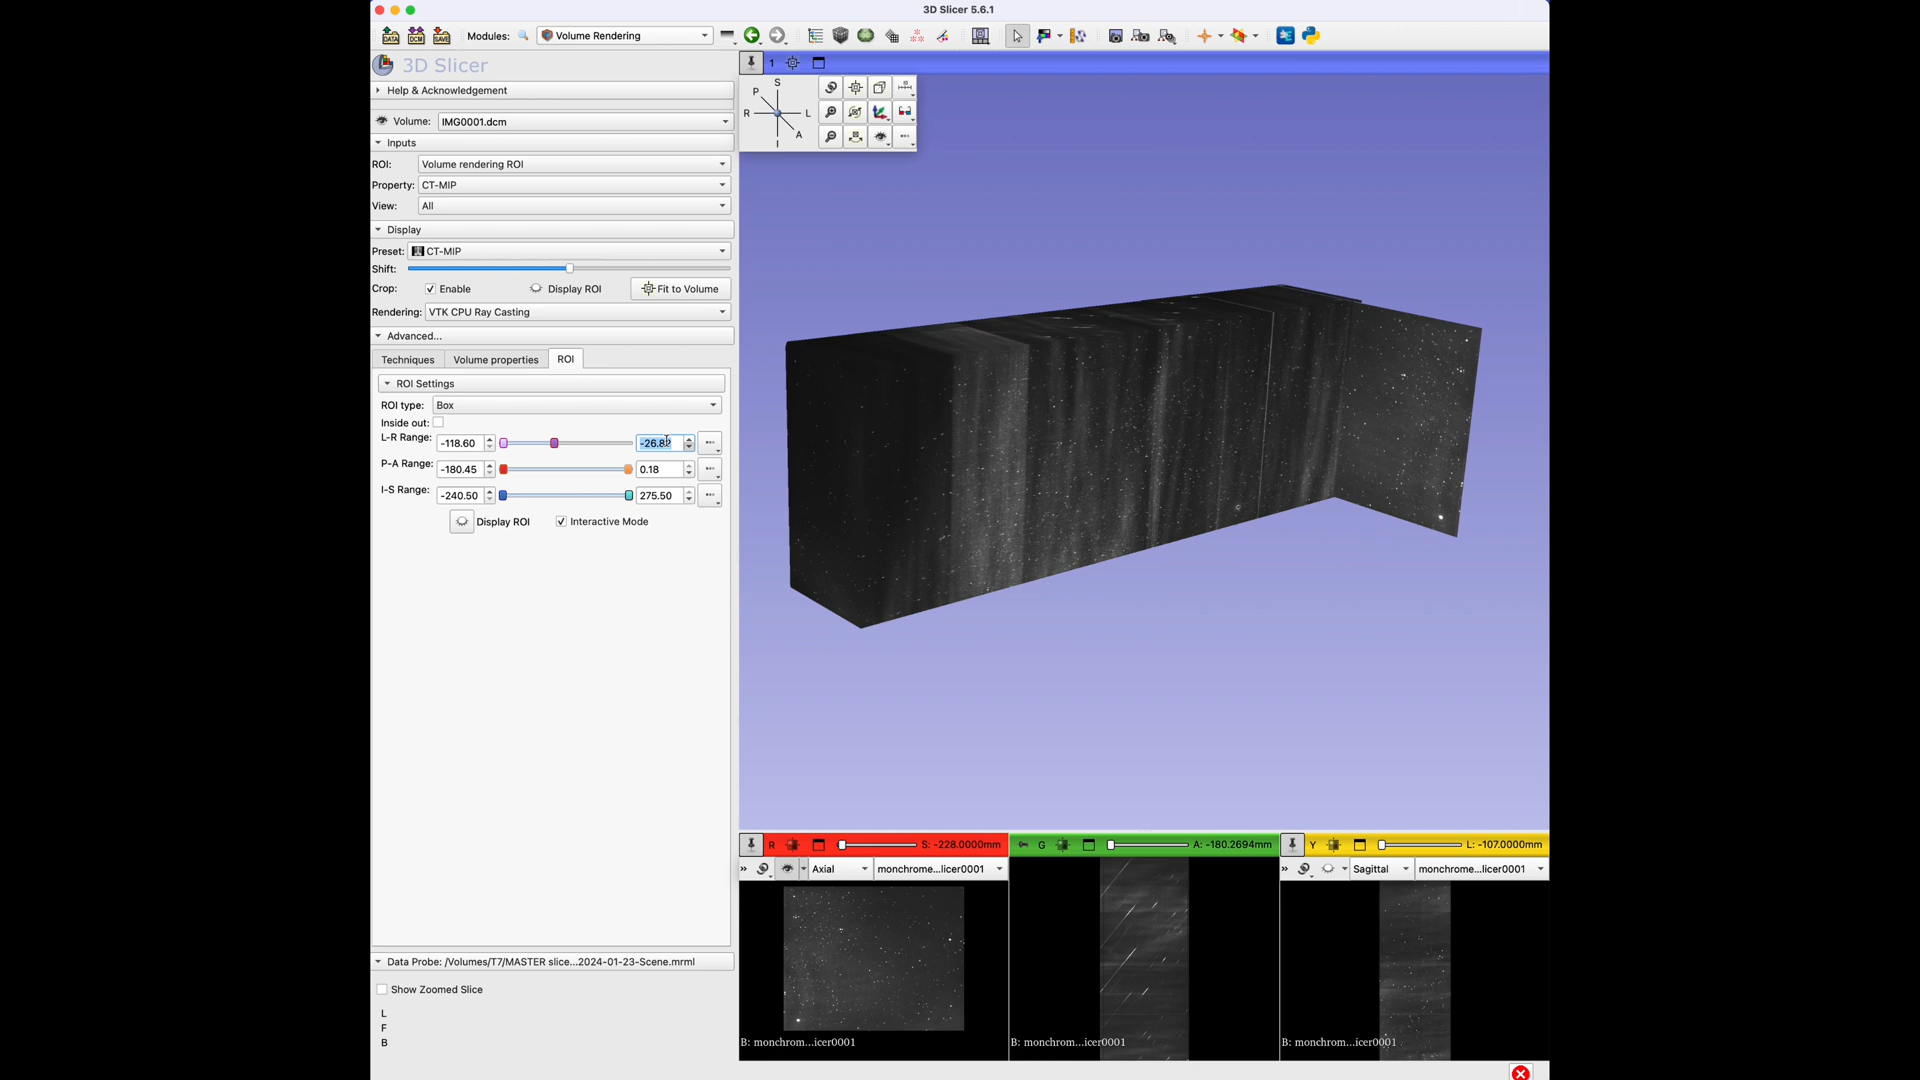 3D Slicer 5.6.1
DATA
DCM
SAVE
Modules:
Volume Rendering
3D Slicer
Help & Acknowledgement
Volume:
IMG0001.dcm
Inputs
ROI:
Volume rendering ROI
Property:
CT-MIP
View:
All
Display
Preset:
CT-MIP
Shift:
Crop:
Enable
Display ROI
Fit to Volume
Rendering:
VTK CPU Ray Casting
Advanced...
Techniques
Volume properties
ROI
ROI Settings
ROI type:
Box
Inside out:
L-R Range:
-118.60
-26.82
P-A Range:
-180.45
0.18
I-S Range:
-240.50
275.50
Display ROI
Interactive Mode
Data Probe: /Volumes/T7/MASTER slice...2024-01-23-Scene.mrml
Show Zoomed Slice
L
F
B
1
S
P
R
L
A
I
R
S: -228.0000mm
Axial
monchrome...licer0001
B: monchrom...icer0001
G
A: -180.2694mm
B: monchrom...icer0001
Y
L: -107.0000mm
Sagittal
monchrome...licer0001
B: monchrom...icer0001